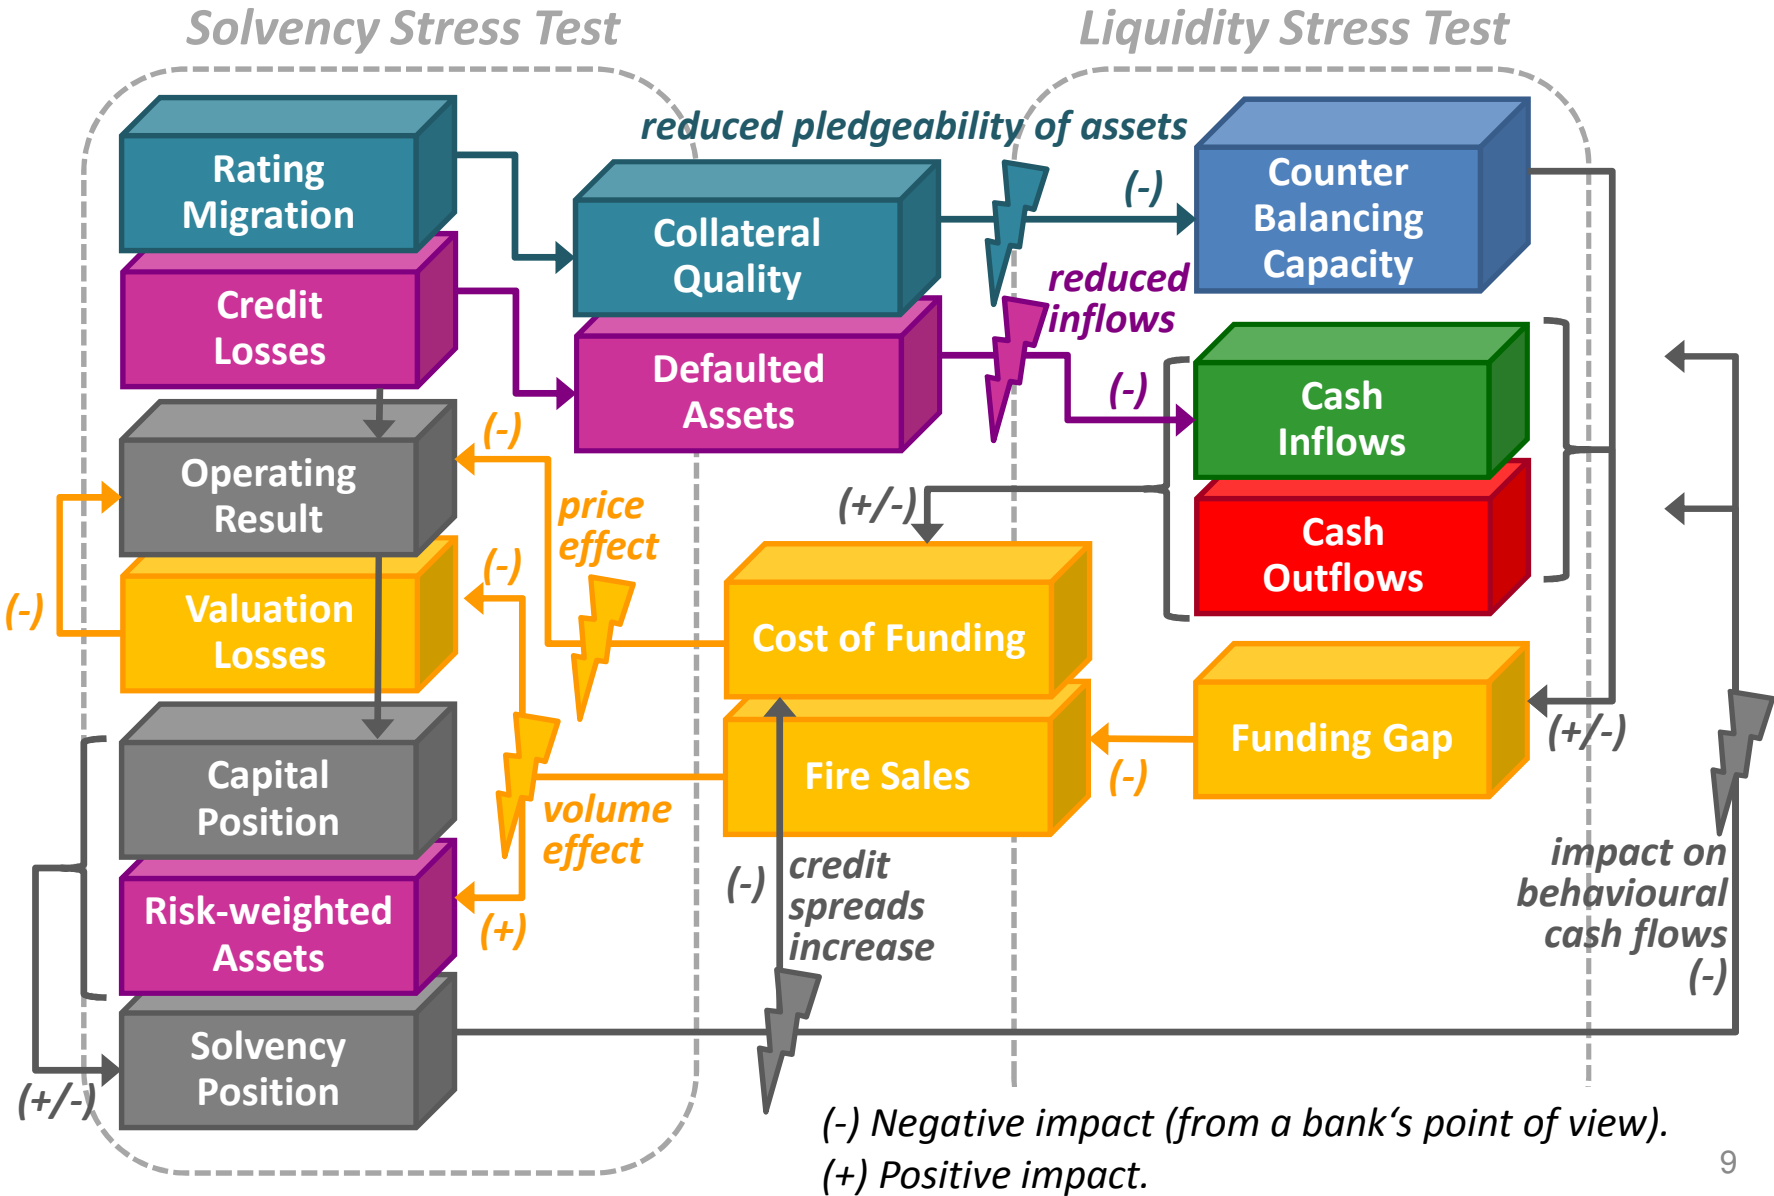 Solvency Stress Test
Liquidity Stress Test
reduced pledgeability of assets
Rating
Migration
Collateral
Quality
(-)
Counter
Balancing
Capacity
Credit
Losses
Defaulted
Assets
reduced
inflows
(-)
Cash
Inflows
Operating
Result
(-)
price
effect
(+/-)
Cash
Outflows
(-)
Valuation
Losses
(-)
Cost of Funding
Capital
Position
volume
effect
Fire Sales
(-)
Funding Gap
(+/-)
Risk-weighted
Assets
(+)
(-)
credit
spreads
increase
impact on
behavioural
cash flows
(-)
Solvency
Position
(+/-)
(-) Negative impact (from a bank‘s point of view).
(+) Positive impact.
9